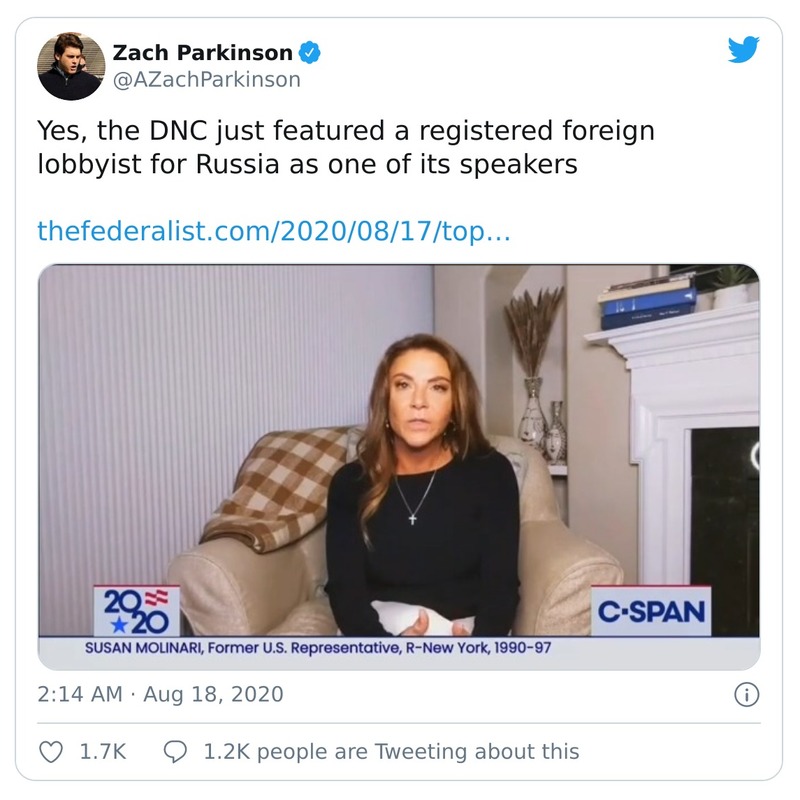 Zach Parkinson
@AZachParkinson
Yes, the DNC just featured a registered foreign
lobbyist for Russia as one of its speakers
thefederalist.com/2020/08/17/top…
20
20
C-SPAN
SUSAN MOLINARI, Former U.S. Representative, R-New York, 1990-97
2:14 AM · Aug 18, 2020
1.7K
1.2K people are Tweeting about this